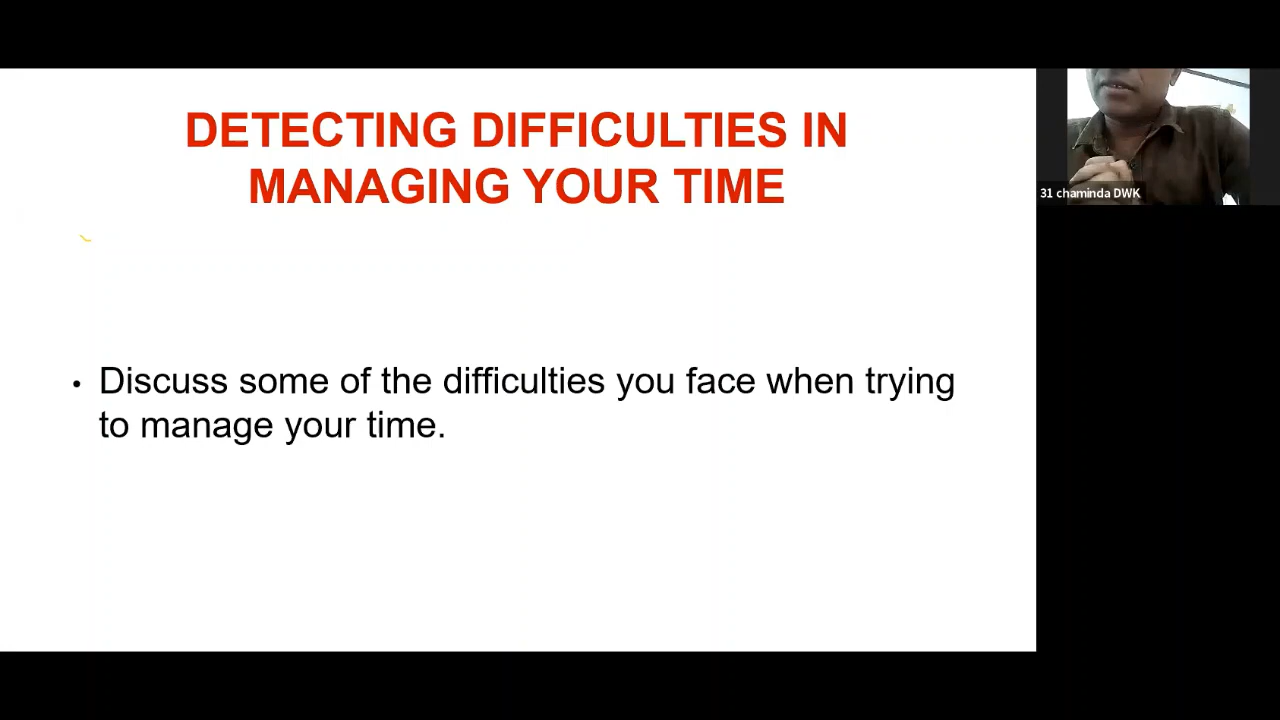 DETECTING DIFFICULTIES IN
MANAGING YOUR TIME
• Discuss some of the difficulties you face when trying
to manage your time.
31 chaminda DWK